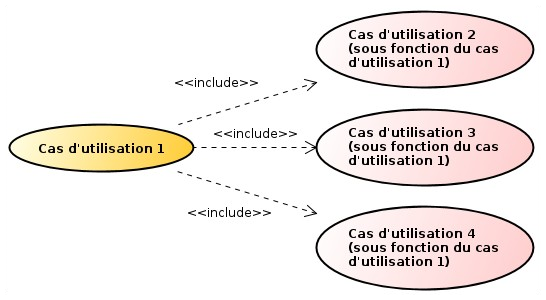 Cas d'utilisation 2
(sous fonction du cas
d'utilisation 1)
<<include>>
Cas d'utilisation 3
(sous fonction du cas
d'utilisation 1)
<<include>>
Cas d'utilisation 1
<<include>>
Cas d'utilisation 4
(sous fonction du cas
d'utilisation 1)